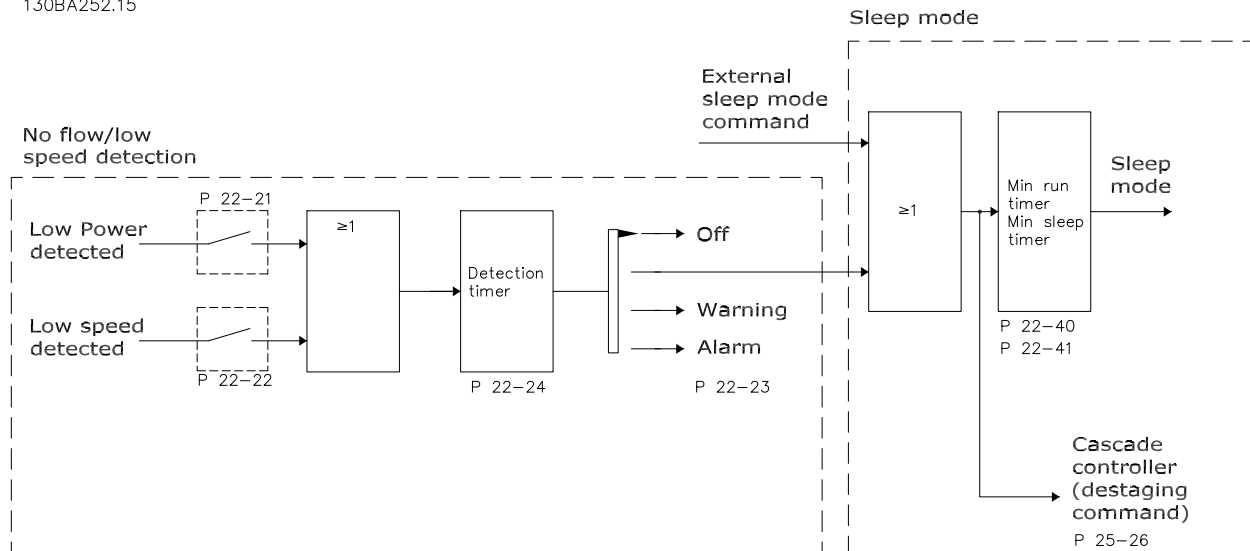 130BA252.15
Sleep mode
External
sleep mode
command
No flow/low
speed detection
P 22-21
Low Power
detected
≥1
Detection
timer
Off
≥1
Min run
timer
Min sleep
timer
Sleep
mode
Low speed
detected
Warning
Alarm
P 22-22
P 22-24
P 22-23
P 22-40
P 22-41
Cascade
controller
(destaging
command)
P 25-26